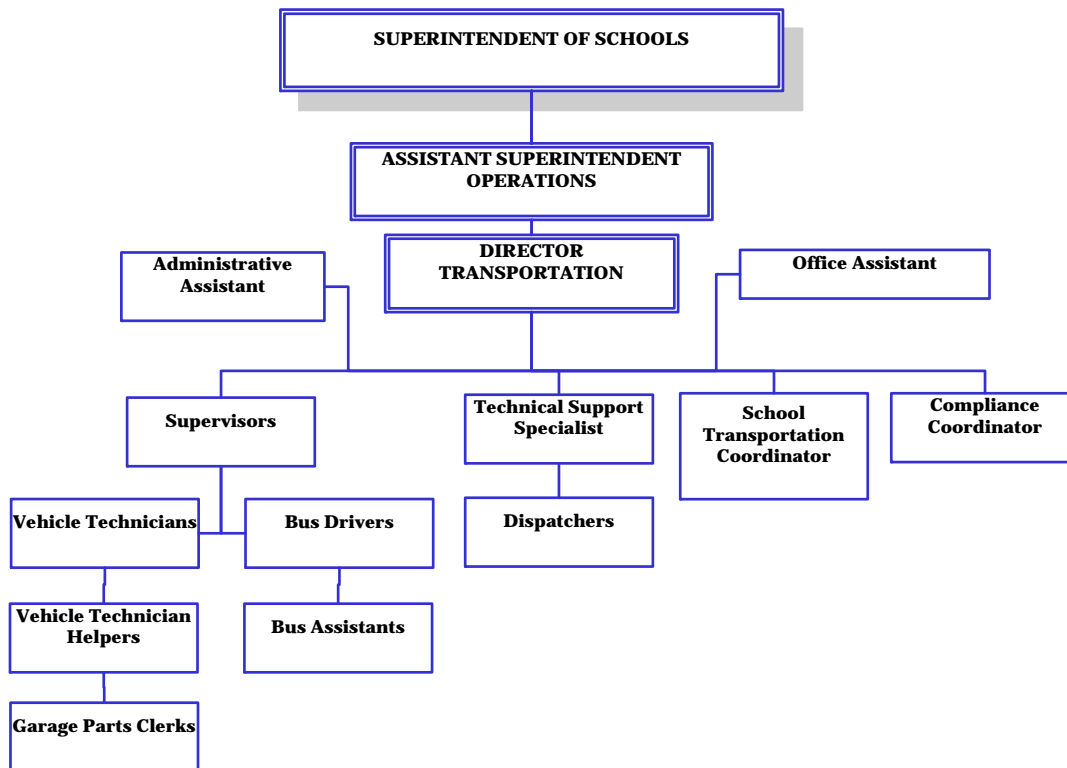 SUPERINTENDENT OF SCHOOLS
ASSISTANT SUPERINTENDENT
OPERATIONS
DIRECTOR
TRANSPORTATION
Administrative
Assistant
Office Assistant
Supervisors
Technical Support
Specialist
School
Transportation
Coordinator
Compliance
Coordinator
Vehicle Technicians
Bus Drivers
Dispatchers
Vehicle Technician
Helpers
Bus Assistants
Garage Parts Clerks